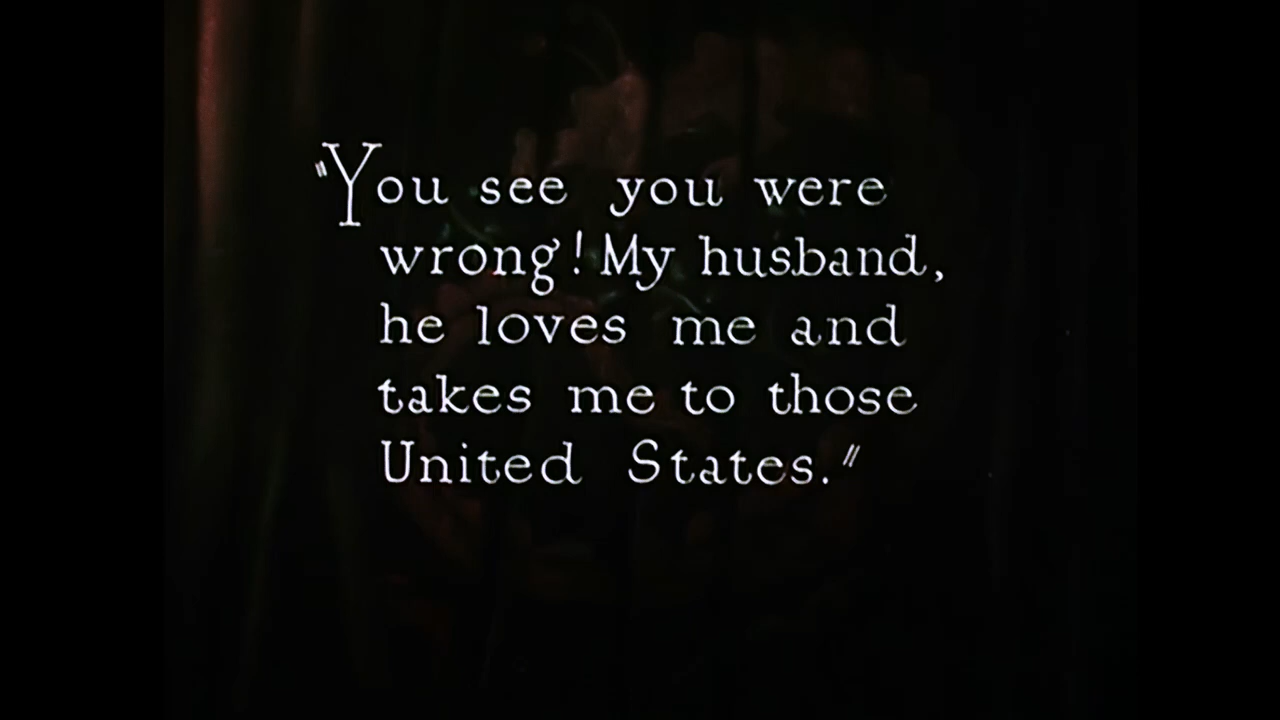 "You see you were
wrong! My husband,
he loves me and
takes me to those
United States."